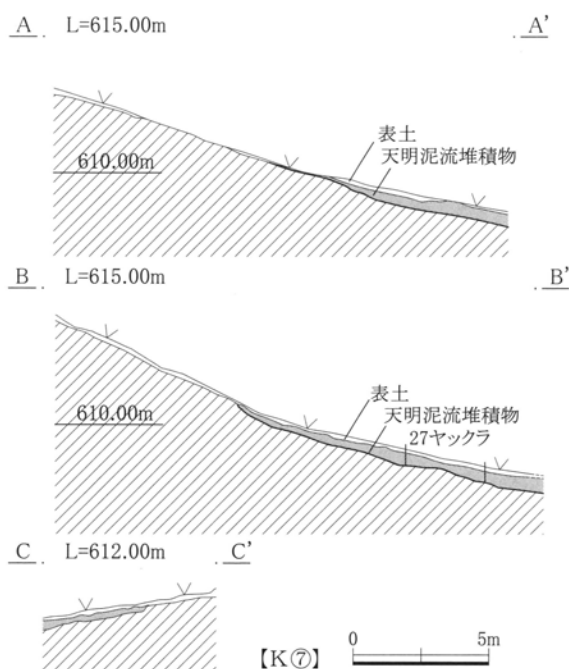 A . L=615.00m . A'
表土
天明泥流堆積物
610.00m
B . L=615.00m . B'
表土
610.00m 天明泥流堆積物
27ヤックラ
C . L=612.00m . C'
【K⑦】 0 5m